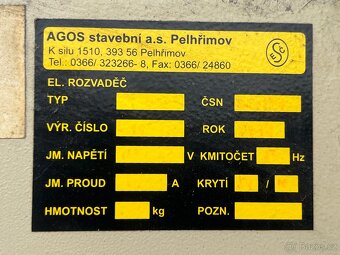 AGOS stavební a.s. Pelhřimov
K silu 1510, 393 56 Pelhřimov
Tel.: 0366/ 323266- 8, Fax: 0366/ 24860
EL. ROZVADĚČ
TYP ČSN
VÝR. ČÍSLO ROK
JM. NAPĚTÍ V KMITOČET Hz
JM. PROUD A KRYTÍ /
HMOTNOST kg POZN.